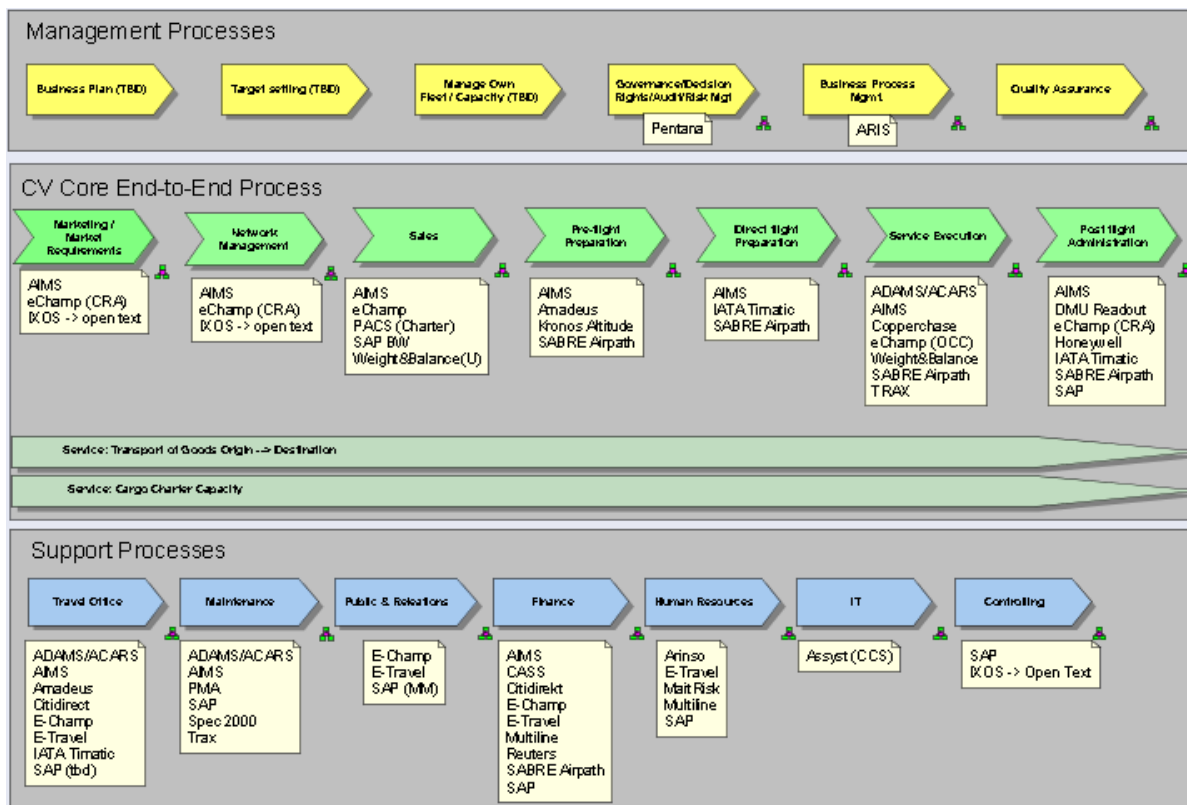 Management Processes
Business Plan (TBD)
Target setting (TBD)
Manage Own
Fleet / Capacity (TBD)
Governance/Decision
Rights/Audit/Risk Mgt
Pentana
Business Process
Mgmt.
ARIS
Quality Assurance
CV Core End-to-End Process
Marketing /
Market
Requirements
AIMS
eChamp (CRA)
IXOS -> open text
Network
Management
AIMS
eChamp (CRA)
IXOS -> open text
Sales
AIMS
eChamp
PACS (Charter)
SAP BW
Weight&Balance(U)
Pre-flight
Preparation
AIMS
Amadeus
Kronos Altitude
SABRE Airpath
Direct flight
Preparation
AIMS
IATA Timatic
SABRE Airpath
Service Execution
ADAMS/ACARS
AIMS
Copperchase
eChamp (OCC)
Weight&Balance
SABRE Airpath
TRAX
Post flight
Administration
AIMS
DMU Readout
eChamp (CRA)
Honeywell
IATA Timatic
SABRE Airpath
SAP
Service: Transport of Goods Origin --> Destination
Service: Cargo Charter Capacity
Support Processes
Travel Office
ADAMS/ACARS
AIMS
Amadeus
Citidirect
E-Champ
E-Travel
IATA Timatic
SAP (tbd)
Maintenance
ADAMS/ACARS
AIMS
PMA
SAP
Spec 2000
Trax
Public & Releations
E-Champ
E-Travel
SAP (MM)
Finance
AIMS
CASS
Citidirekt
E-Champ
E-Travel
Multiline
Reuters
SABRE Airpath
SAP
Human Resources
Arinso
E-Travel
Mait Risk
Multiline
SAP
IT
Assyst (CCS)
Controlling
SAP
IXOS -> Open Text